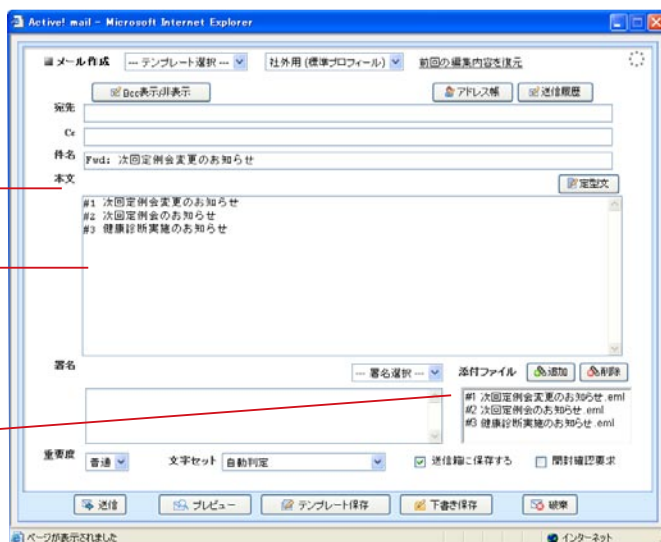 Active! mail - Microsoft Internet Explorer
メール作成 --- テンプレート選択 --- 社外用 (標準プロフィール) 前回の編集内容を復元
Bcc表示/非表示 アドレス帳 送信履歴
宛先
Cc
件名 Fwd: 次回定例会変更のお知らせ
本文 定型文
#1 次回定例会変更のお知らせ
#2 次回定例会のお知らせ
#3 健康診断実施のお知らせ
署名 --- 署名選択 --- 添付ファイル 追加 削除
#1 次回定例会変更のお知らせ.eml
#2 次回定例会のお知らせ.eml
#3 健康診断実施のお知らせ.eml
重要度 普通 文字セット 自動判定 送信箱に保存する 開封確認要求
送信 プレビュー テンプレート保存 下書き保存 破棄
ページが表示されました インターネット